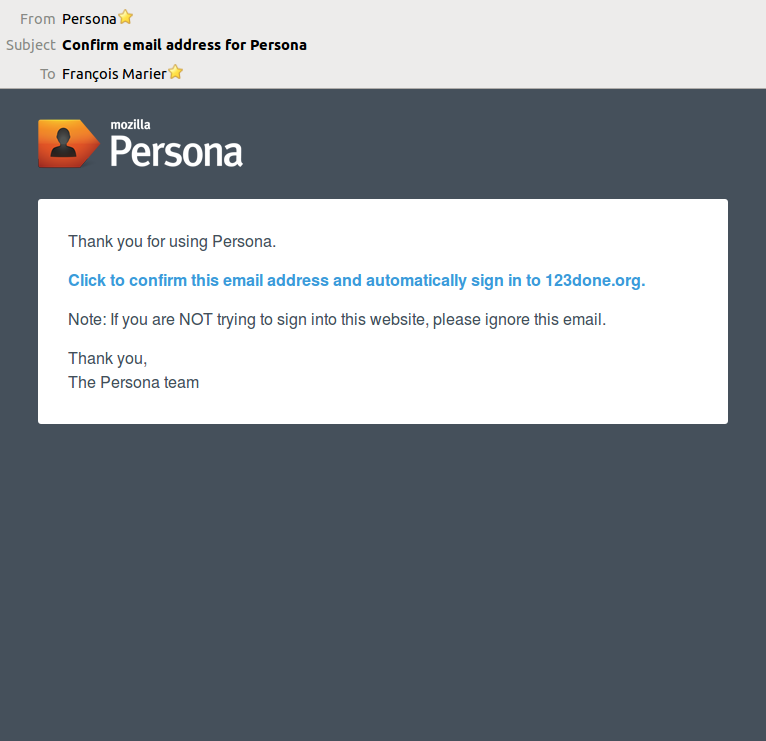 From Persona
Subject Confirm email address for Persona
To François Marier
mozilla
Persona
Thank you for using Persona.
Click to confirm this email address and automatically sign in to 123done.org.
Note: If you are NOT trying to sign into this website, please ignore this email.
Thank you,
The Persona team